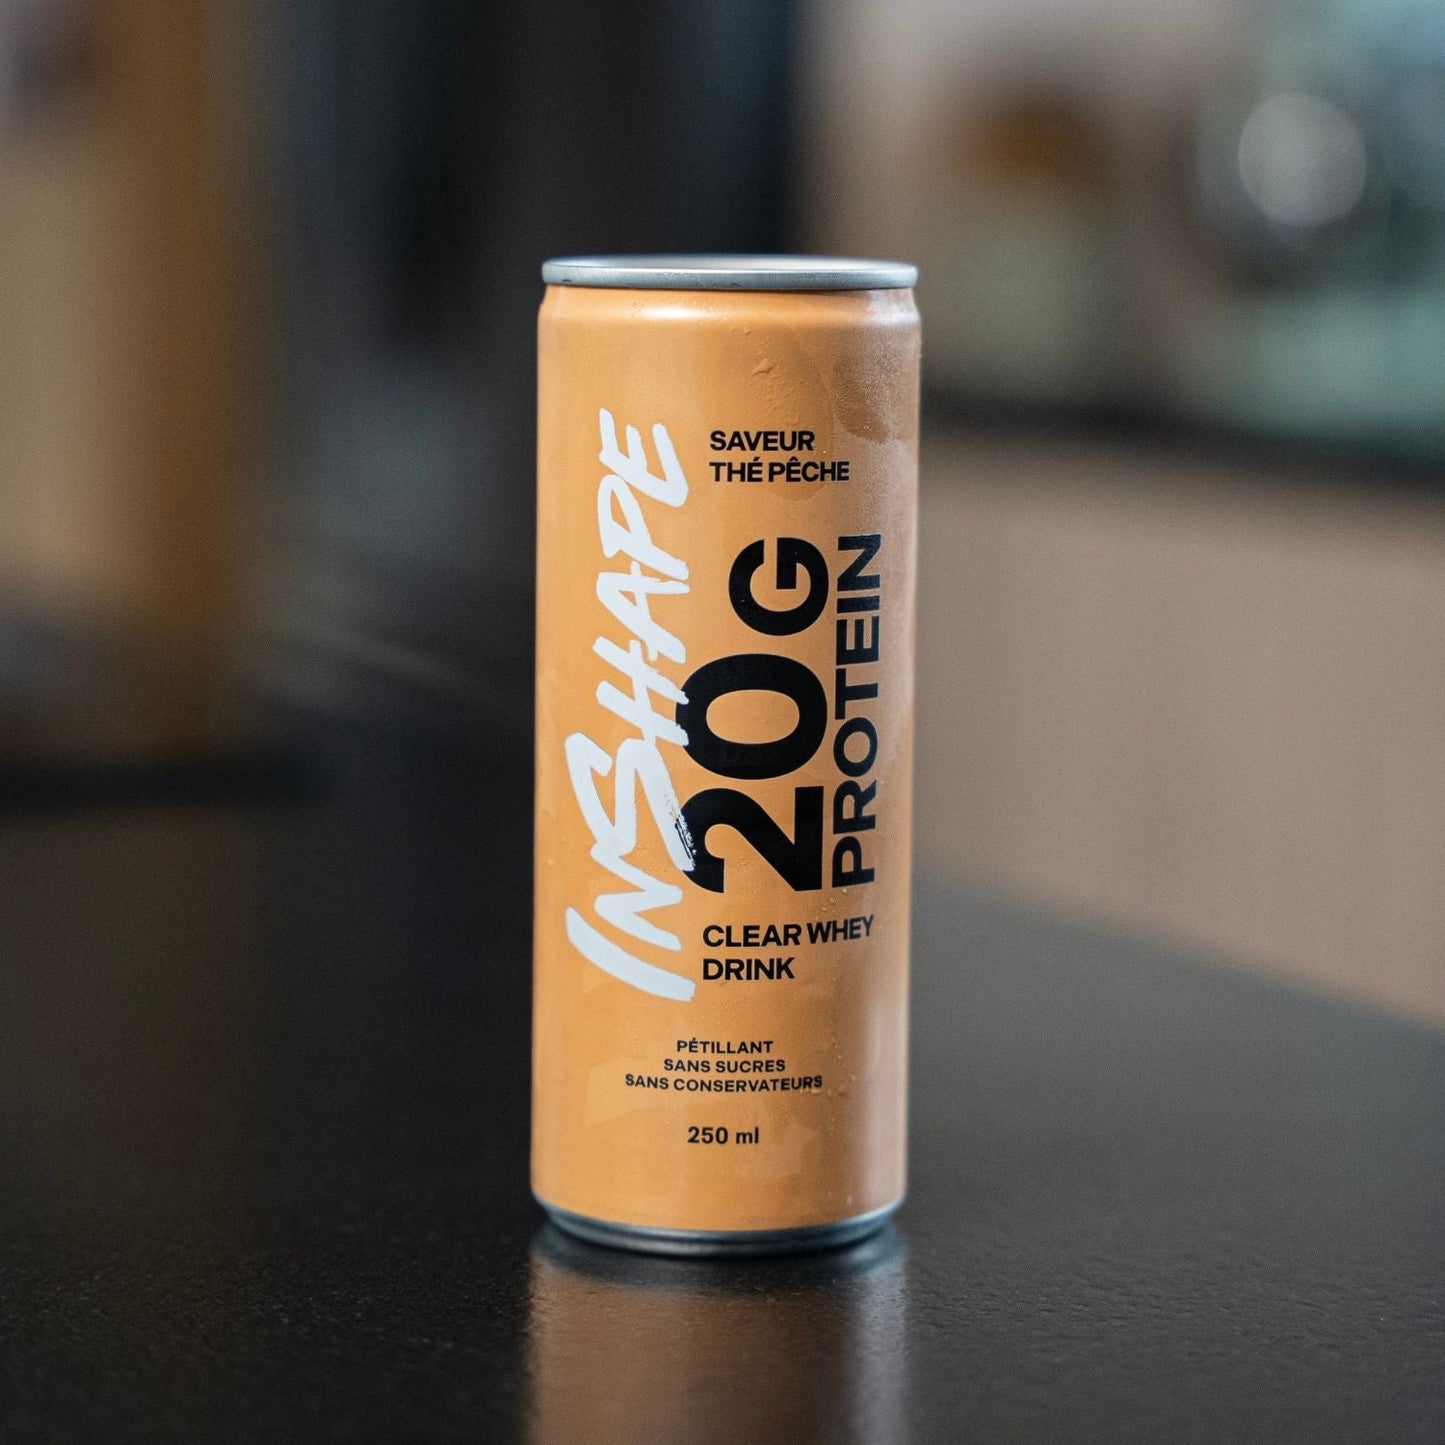 INSHAPE
SAVEUR
THÉ PÊCHE
20G
PROTEIN
CLEAR WHEY
DRINK
PÉTILLANT
SANS SUCRES
SANS CONSERVATEURS
250 ml